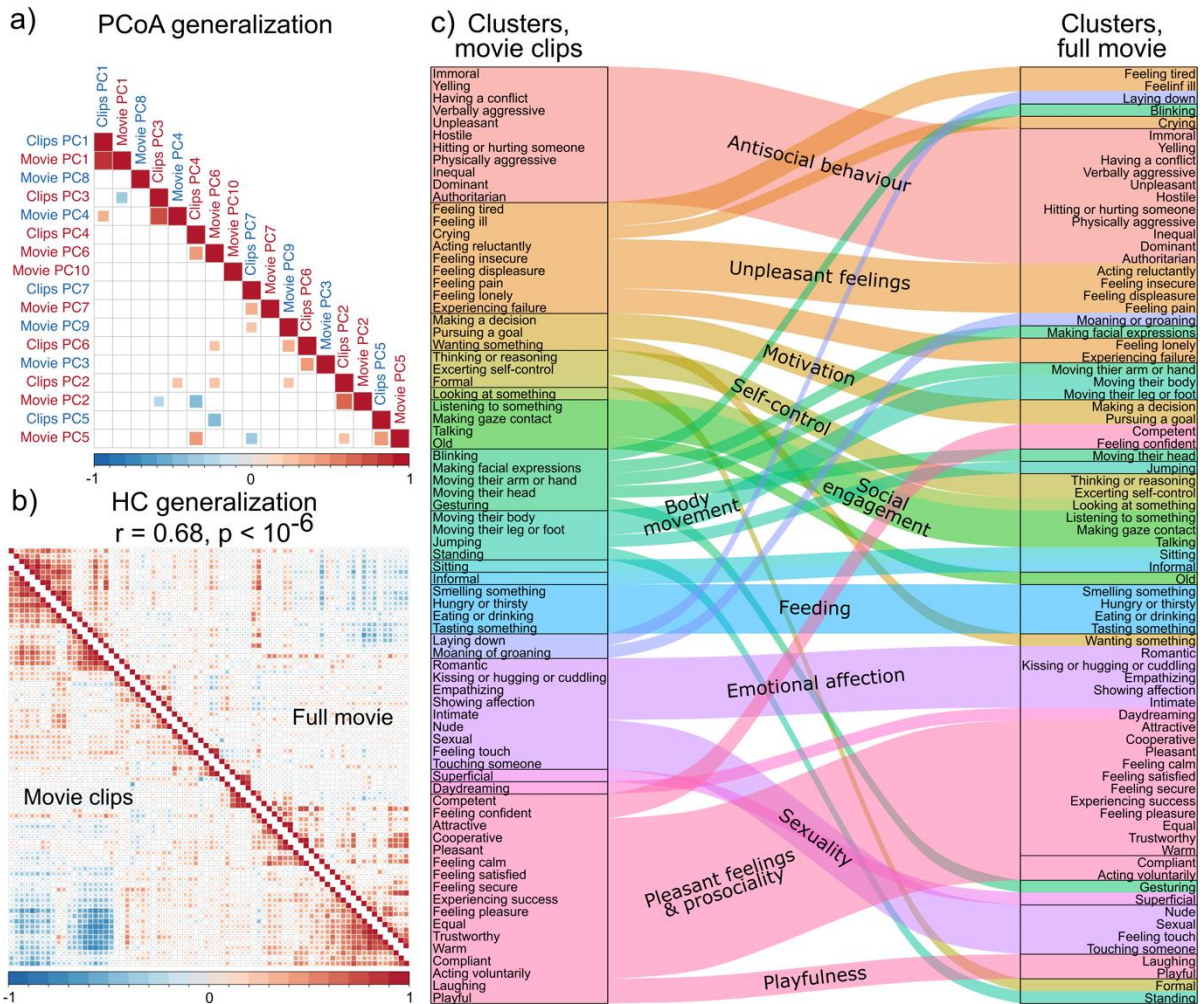 a)
PCoA generalization
Clips PC1
Movie PC1
Movie PC8
Clips PC3
Movie PC4
Clips PC4
Movie PC6
Movie PC10
Clips PC7
Movie PC7
Movie PC9
Clips PC6
Movie PC3
Clips PC2
Movie PC2
Clips PC5
Movie PC5
Clips PC1
Movie PC1
Movie PC8
Clips PC3
Movie PC4
Clips PC4
Movie PC6
Movie PC10
Clips PC7
Movie PC7
Movie PC9
Clips PC6
Movie PC3
Clips PC2
Movie PC2
Clips PC5
Movie PC5
-1
0
1
b)
HC generalization
r = 0.68, p < 10⁻⁶
Full movie
Movie clips
-1
0
1
c)
Clusters,
movie clips
Immoral
Yelling
Having a conflict
Verbally aggressive
Unpleasant
Hostile
Hitting or hurting someone
Physically aggressive
Inequal
Dominant
Authoritarian
Feeling tired
Feeling ill
Crying
Acting reluctantly
Feeling insecure
Feeling displeasure
Feeling pain
Feeling lonely
Experiencing failure
Making a decision
Pursuing a goal
Wanting something
Thinking or reasoning
Excerting self-control
Formal
Looking at something
Listening to something
Making gaze contact
Talking
Old
Blinking
Making facial expressions
Moving their arm or hand
Moving their head
Gesturing
Moving their body
Moving their leg or foot
Jumping
Standing
Sitting
Informal
Smelling something
Hungry or thirsty
Eating or drinking
Tasting something
Laying down
Moaning of groaning
Romantic
Kissing or hugging or cuddling
Empathizing
Showing affection
Intimate
Nude
Sexual
Feeling touch
Touching someone
Superficial
Daydreaming
Competent
Feeling confident
Attractive
Cooperative
Pleasant
Feeling calm
Feeling satisfied
Feeling secure
Experiencing success
Feeling pleasure
Equal
Trustworthy
Warm
Compliant
Acting voluntarily
Laughing
Playful
Antisocial behaviour
Unpleasant feelings
Motivation
Self-control
Social
engagement
Body
movement
Feeding
Emotional affection
Sexuality
Pleasant feelings
& prosociality
Playfulness
Clusters,
full movie
Feeling tired
Feelinf ill
Laying down
Blinking
Crying
Immoral
Yelling
Having a conflict
Verbally aggressive
Unpleasant
Hostile
Hitting or hurting someone
Physically aggressive
Inequal
Dominant
Authoritarian
Acting reluctantly
Feeling insecure
Feeling displeasure
Feeling pain
Moaning or groaning
Making facial expressions
Feeling lonely
Experiencing failure
Moving thier arm or hand
Moving their body
Moving their leg or foot
Making a decision
Pursuing a goal
Competent
Feeling confident
Moving their head
Jumping
Thinking or reasoning
Excerting self-control
Looking at something
Listening to something
Making gaze contact
Talking
Sitting
Informal
Old
Smelling something
Hungry or thirsty
Eating or drinking
Tasting something
Wanting something
Romantic
Kissing or hugging or cuddling
Empathizing
Showing affection
Intimate
Daydreaming
Attractive
Cooperative
Pleasant
Feeling calm
Feeling satisfied
Feeling secure
Experiencing success
Feeling pleasure
Equal
Trustworthy
Warm
Compliant
Acting voluntarily
Gesturing
Superficial
Nude
Sexual
Feeling touch
Touching someone
Laughing
Playful
Formal
Standing